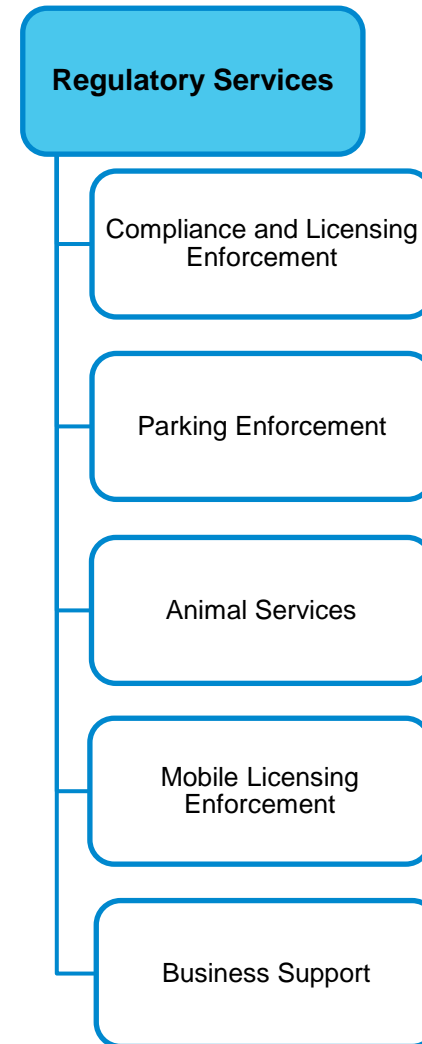 Regulatory Services
Compliance and Licensing
Enforcement
Parking Enforcement
Animal Services
Mobile Licensing
Enforcement
Business Support